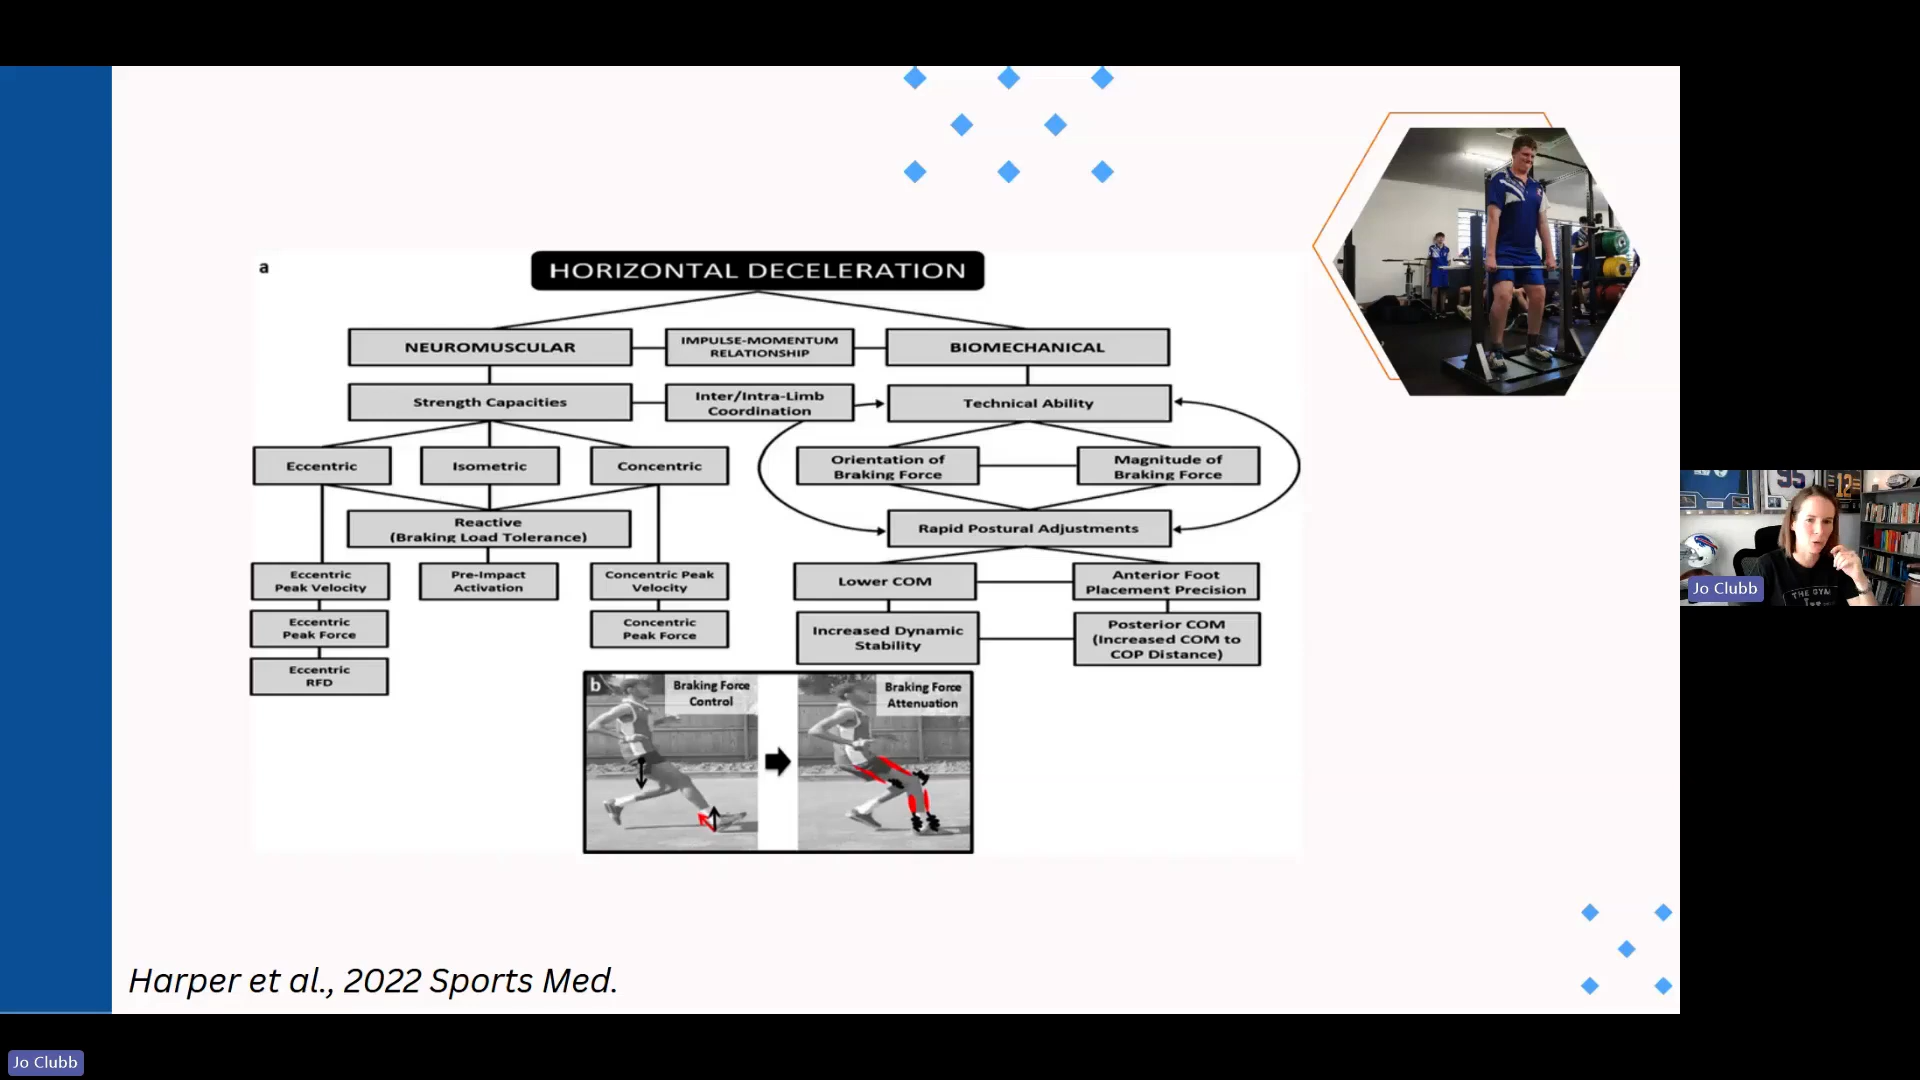 a
HORIZONTAL DECELERATION
NEUROMUSCULAR
IMPULSE-MOMENTUM
RELATIONSHIP
BIOMECHANICAL
Strength Capacities
Inter/Intra-Limb
Coordination
Technical Ability
Eccentric
Isometric
Concentric
Orientation of
Braking Force
Magnitude of
Braking Force
Reactive
(Braking Load Tolerance)
Rapid Postural Adjustments
Eccentric
Peak Velocity
Pre-Impact
Activation
Concentric Peak
Velocity
Lower COM
Anterior Foot
Placement Precision
Eccentric
Peak Force
Concentric
Peak Force
Increased Dynamic
Stability
Posterior COM
(Increased COM to
COP Distance)
Eccentric
RFD
b
Braking Force
Control
Braking Force
Attenuation
Harper et al., 2022 Sports Med.
95
12
THE GYM
Jo Clubb
Jo Clubb